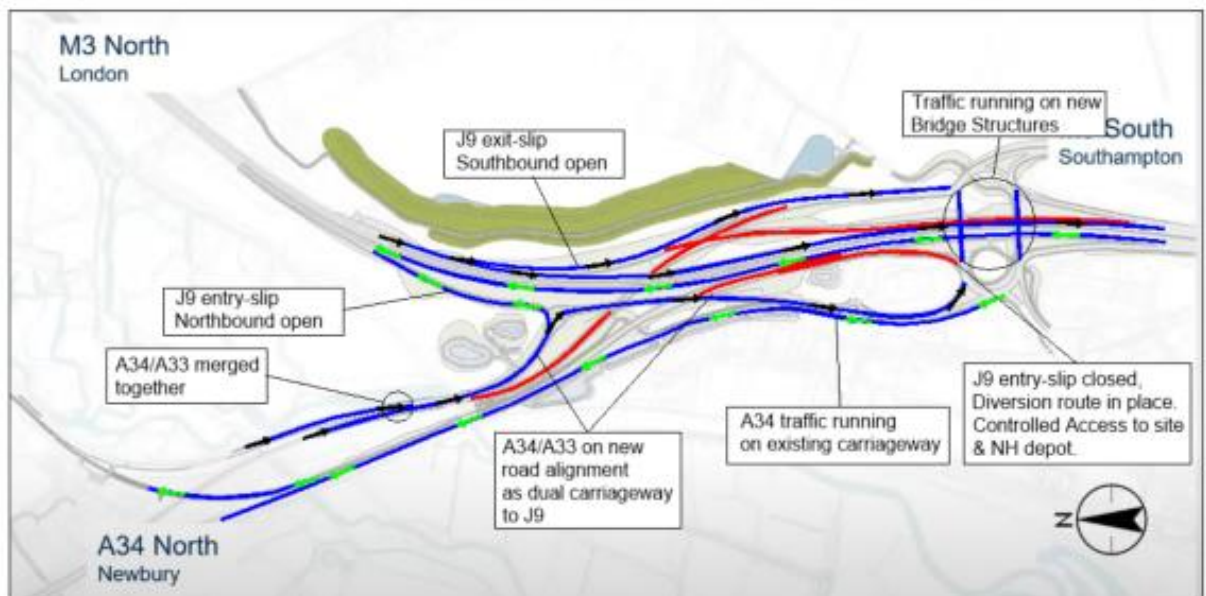 M3 North
London
Traffic running on new
Bridge Structures
South
Southampton
J9 exit-slip
Southbound open
J9 entry-slip
Northbound open
A34/A33 merged
together
A34/A33 on new
road alignment
as dual carriageway
to J9
A34 traffic running
on existing carriageway
J9 entry-slip closed,
Diversion route in place.
Controlled Access to site
& NH depot.
N
A34 North
Newbury